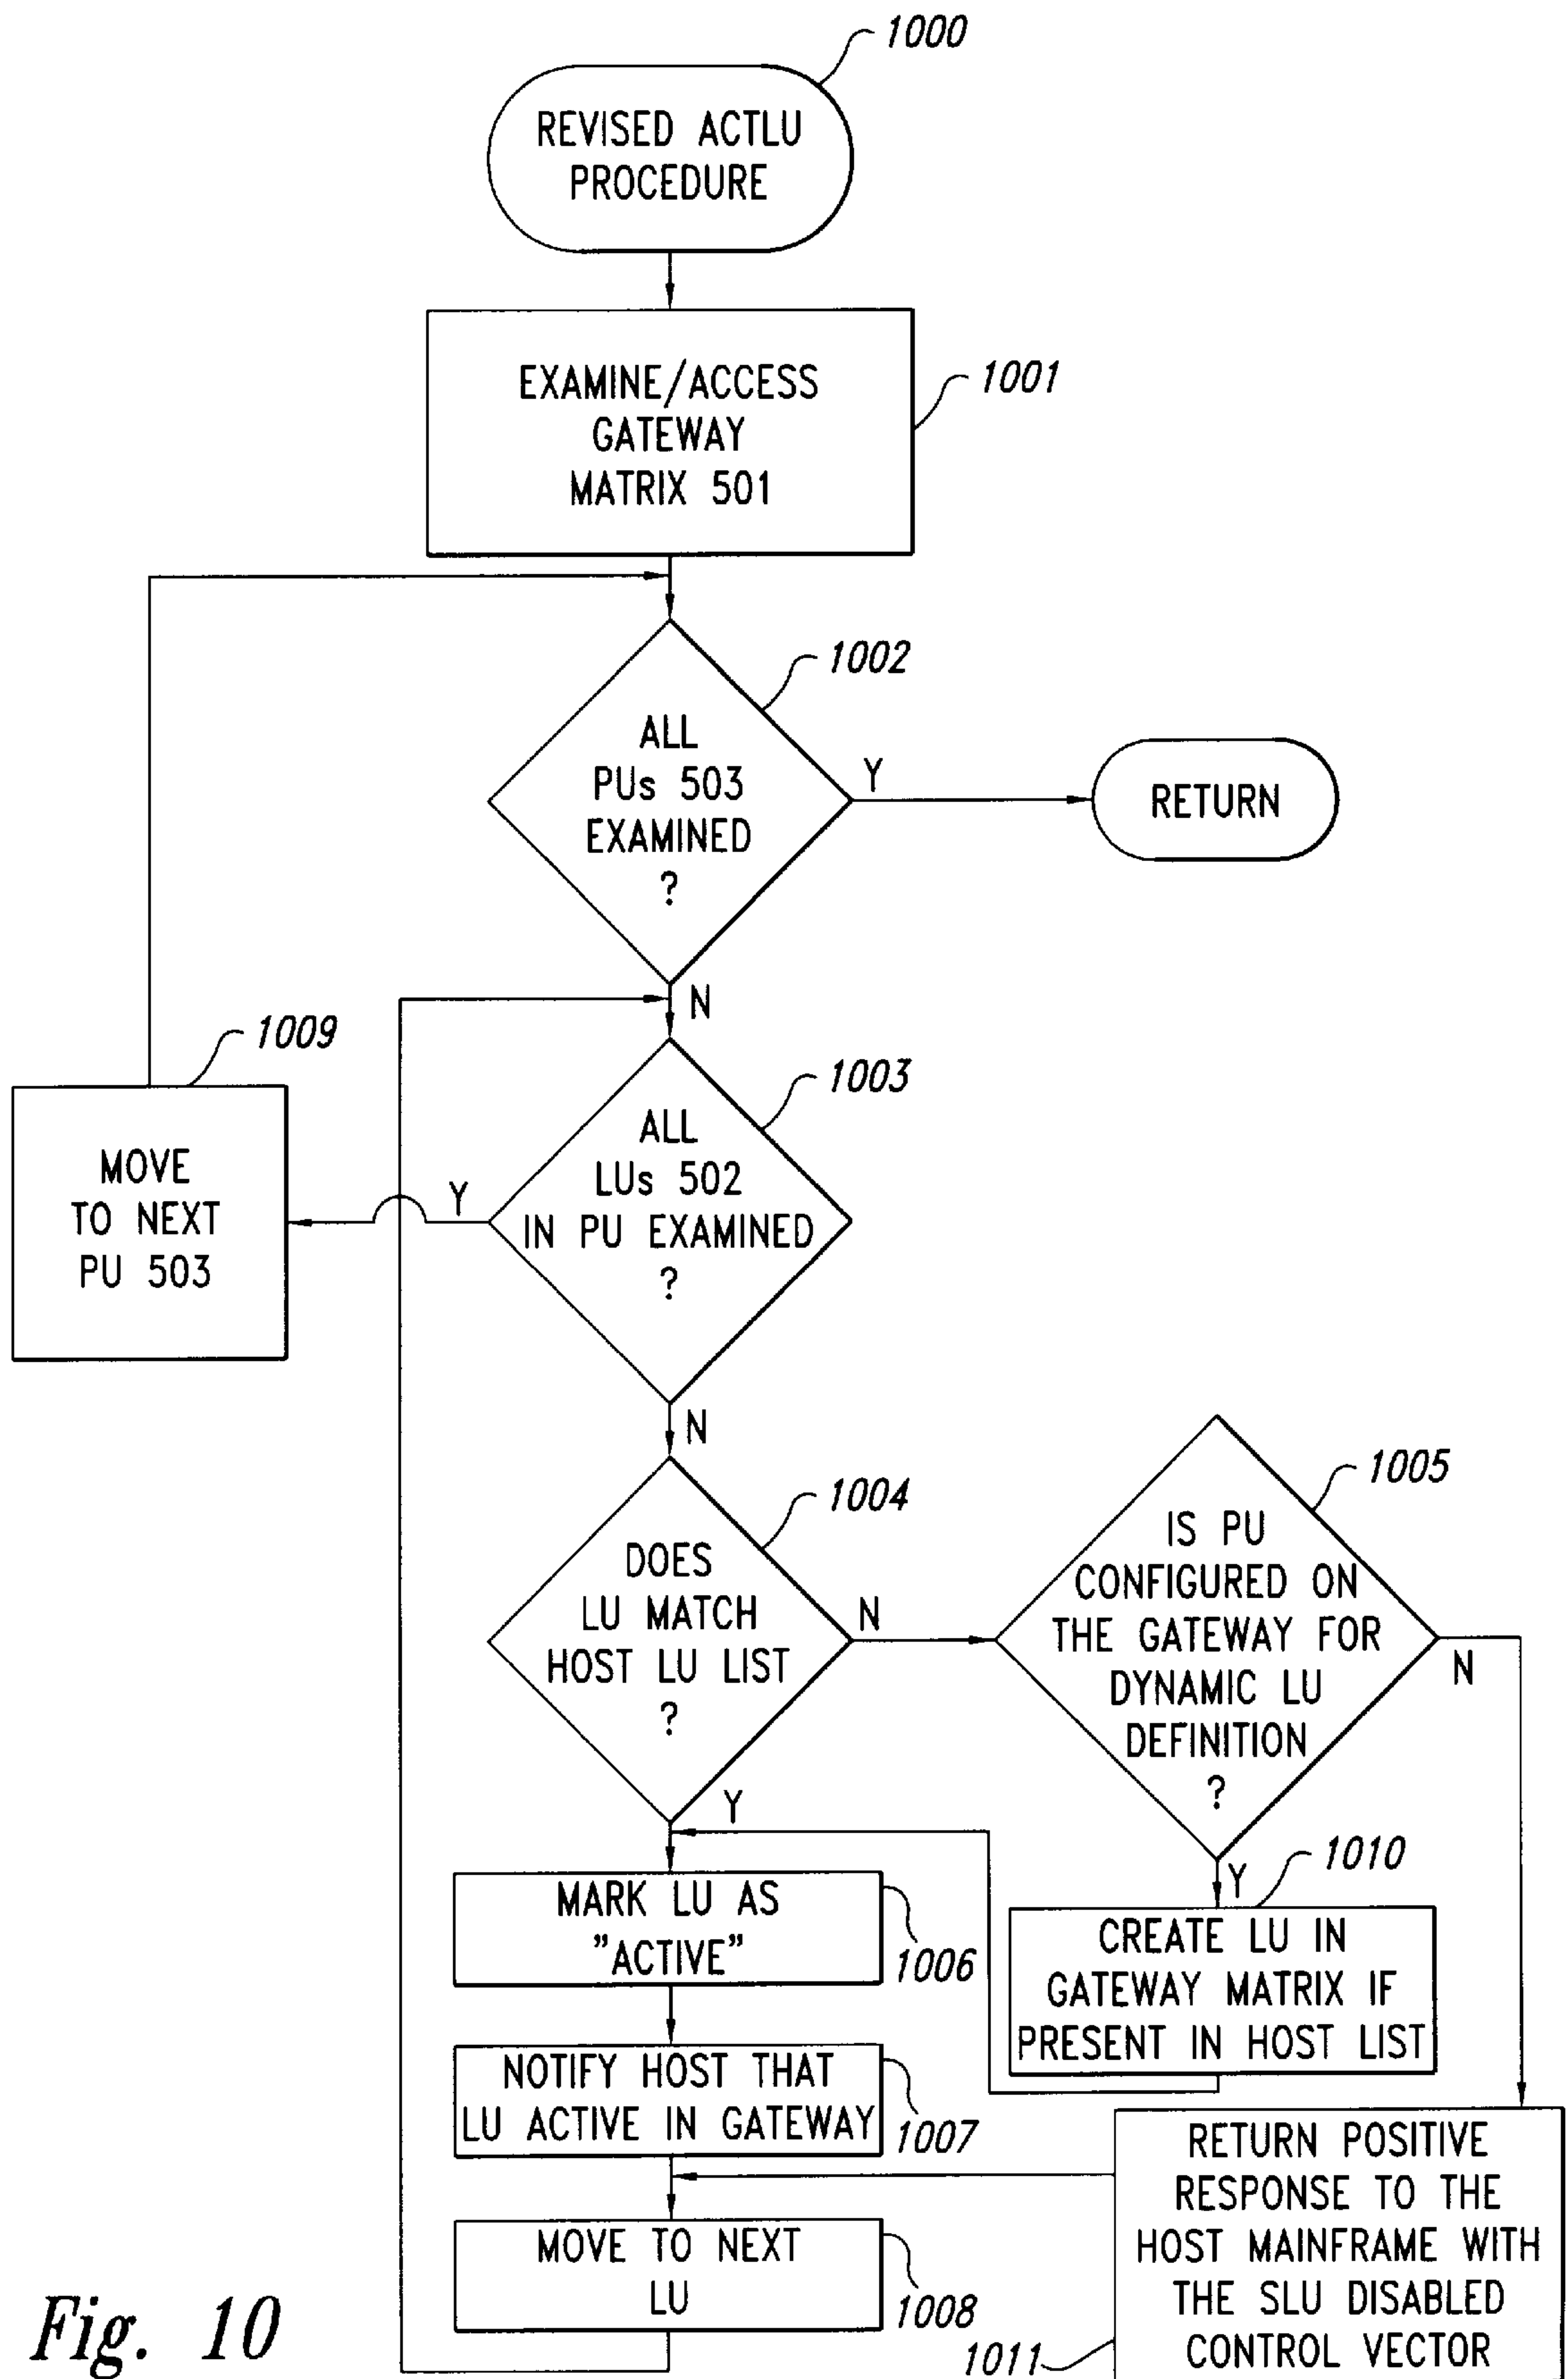 1000
REVISED ACTLU
PROCEDURE
EXAMINE/ACCESS
GATEWAY
MATRIX 501
1001
1002
ALL
PUs 503
EXAMINED
?
Y
RETURN
N
1009
MOVE
TO NEXT
PU 503
1003
ALL
LUs 502
IN PU EXAMINED
?
Y
N
1004
DOES
LU MATCH
HOST LU LIST
?
N
Y
1005
IS PU
CONFIGURED ON
THE GATEWAY FOR
DYNAMIC LU
DEFINITION
?
N
Y
1010
CREATE LU IN
GATEWAY MATRIX IF
PRESENT IN HOST LIST
MARK LU AS
"ACTIVE"
1006
NOTIFY HOST THAT
LU ACTIVE IN GATEWAY
1007
MOVE TO NEXT
LU
1008
RETURN POSITIVE
RESPONSE TO THE
HOST MAINFRAME WITH
THE SLU DISABLED
CONTROL VECTOR
1011
Fig. 10